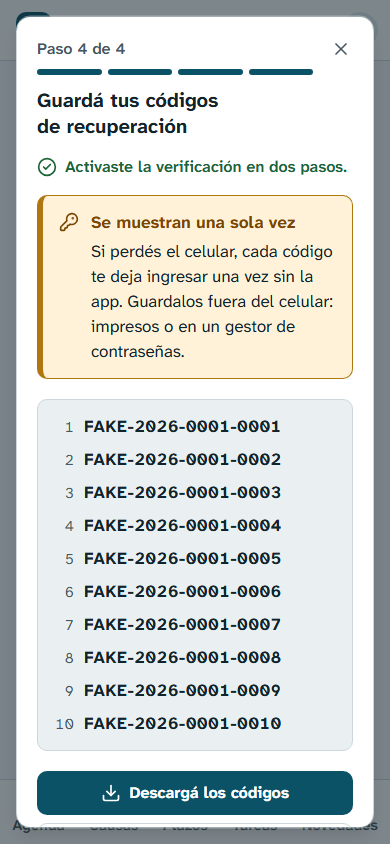 Paso 4 de 4
Guardá tus códigos
de recuperación
Activaste la verificación en dos pasos.
Se muestran una sola vez
Si perdés el celular, cada código
te deja ingresar una vez sin la
app. Guardalos fuera del celular:
impresos o en un gestor de
contraseñas.
1 FAKE-2026-0001-0001
2 FAKE-2026-0001-0002
3 FAKE-2026-0001-0003
4 FAKE-2026-0001-0004
5 FAKE-2026-0001-0005
6 FAKE-2026-0001-0006
7 FAKE-2026-0001-0007
8 FAKE-2026-0001-0008
9 FAKE-2026-0001-0009
10 FAKE-2026-0001-0010
Descargá los códigos